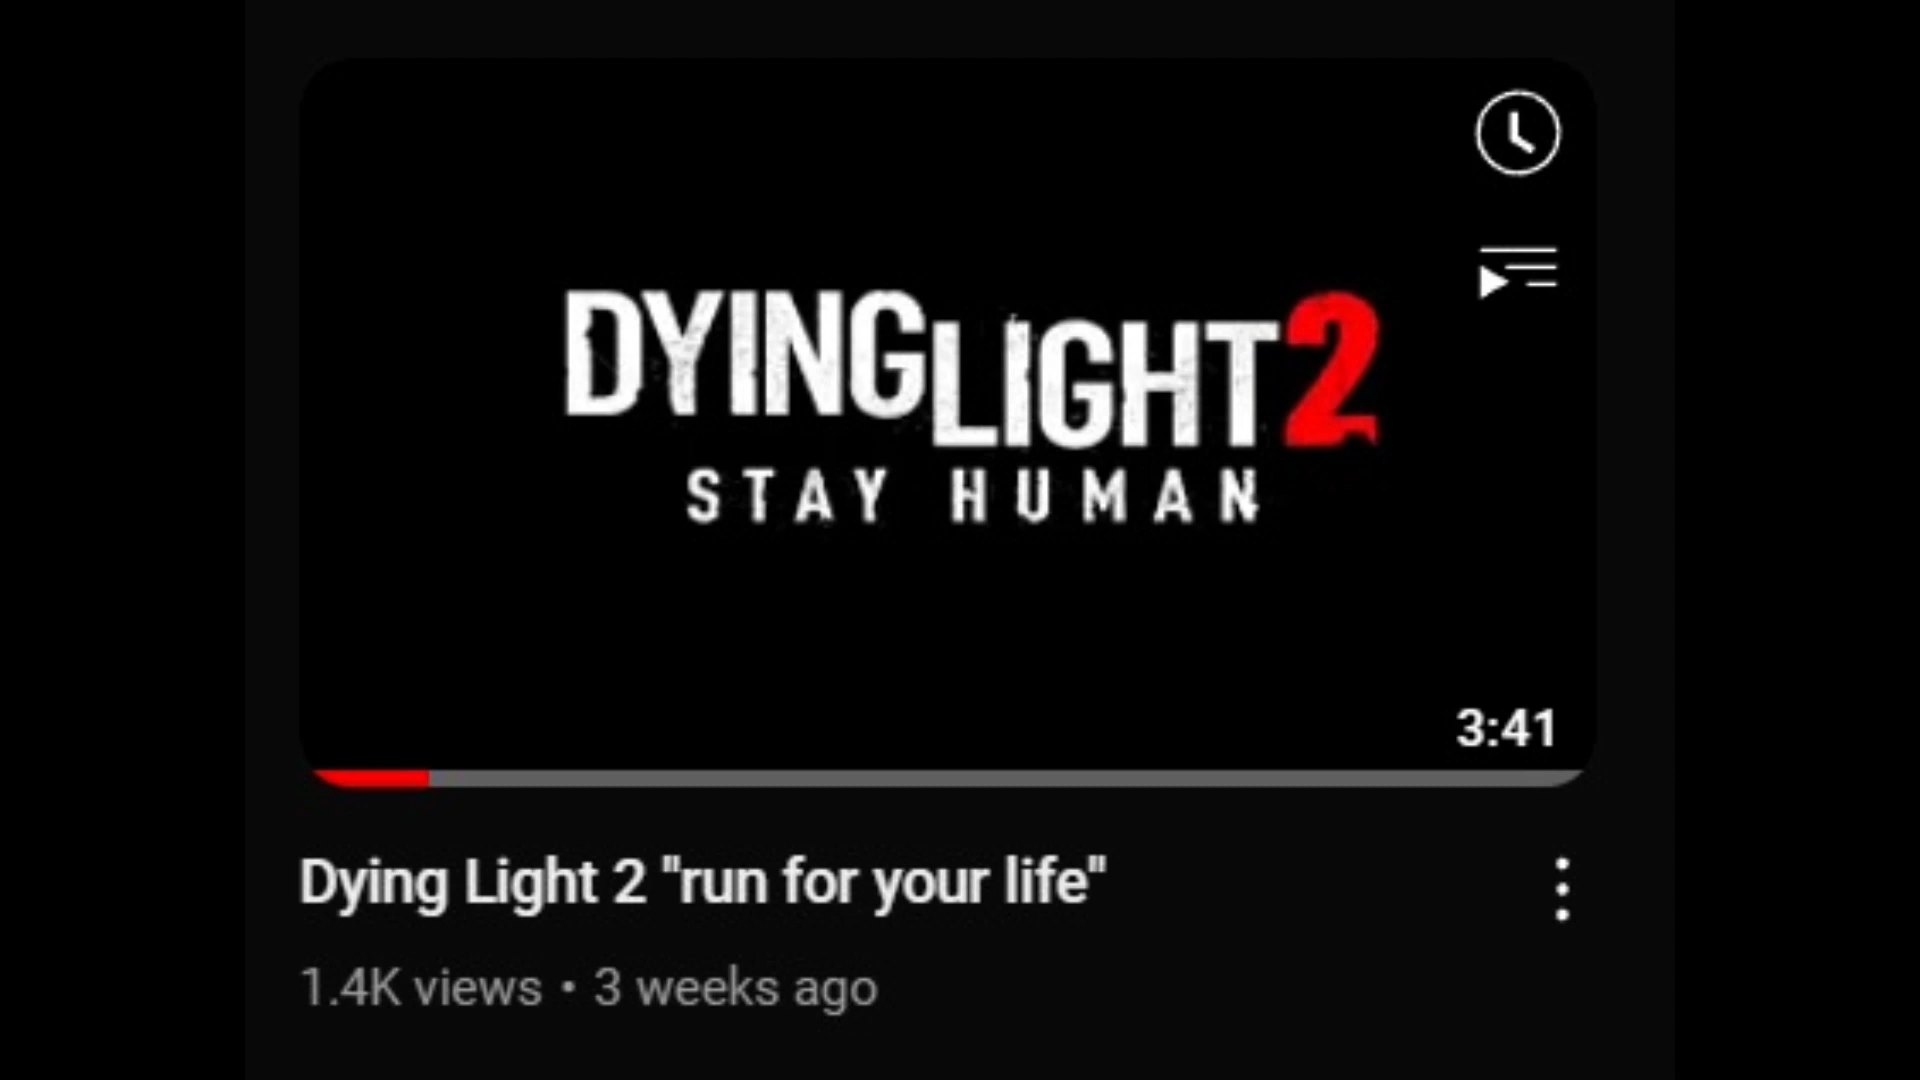 DYING LIGHT 2
STAY HUMAN
3:41
Dying Light 2 "run for your life"
1.4K views • 3 weeks ago